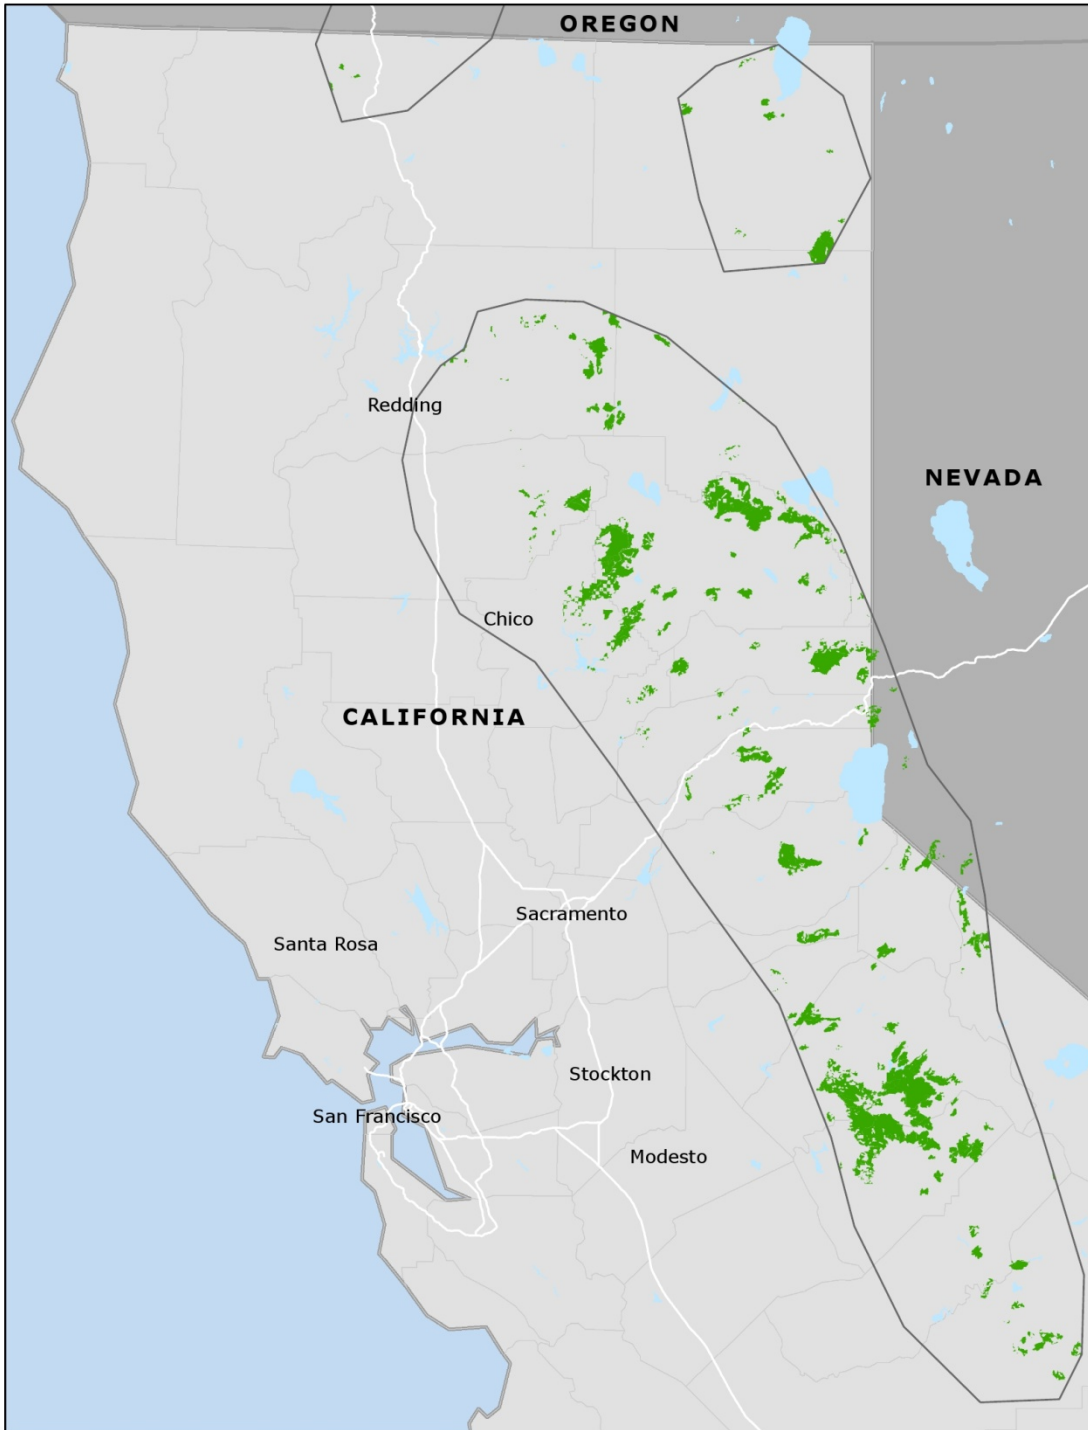 OREGON
Redding
NEVADA
Chico
CALIFORNIA
Sacramento
Santa Rosa
Stockton
San Francisco
Modesto